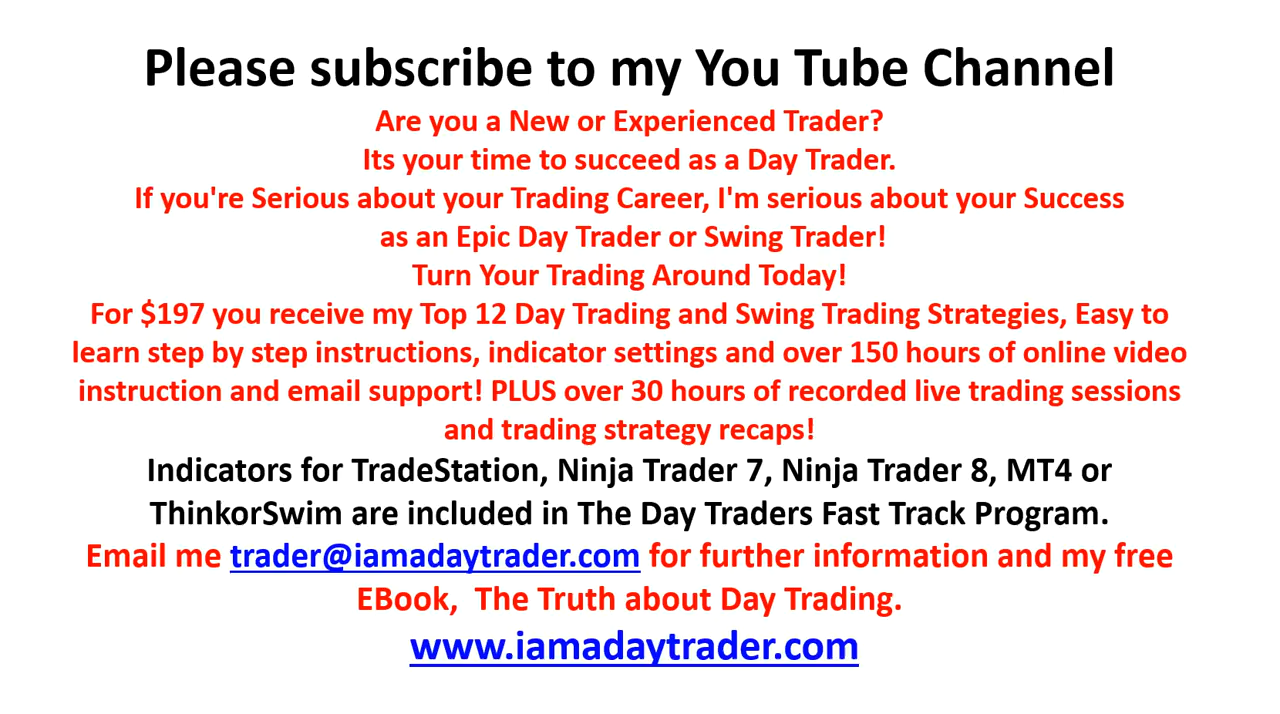 Please subscribe to my You Tube Channel
Are you a New or Experienced Trader?
Its your time to succeed as a Day Trader.
If you're Serious about your Trading Career, I'm serious about your Success
as an Epic Day Trader or Swing Trader!
Turn Your Trading Around Today!
For $197 you receive my Top 12 Day Trading and Swing Trading Strategies, Easy to
learn step by step instructions, indicator settings and over 150 hours of online video
instruction and email support! PLUS over 30 hours of recorded live trading sessions
and trading strategy recaps!
Indicators for TradeStation, Ninja Trader 7, Ninja Trader 8, MT4 or
ThinkorSwim are included in The Day Traders Fast Track Program.
Email me trader@iamadaytrader.com for further information and my free
EBook,  The Truth about Day Trading.
www.iamadaytrader.com